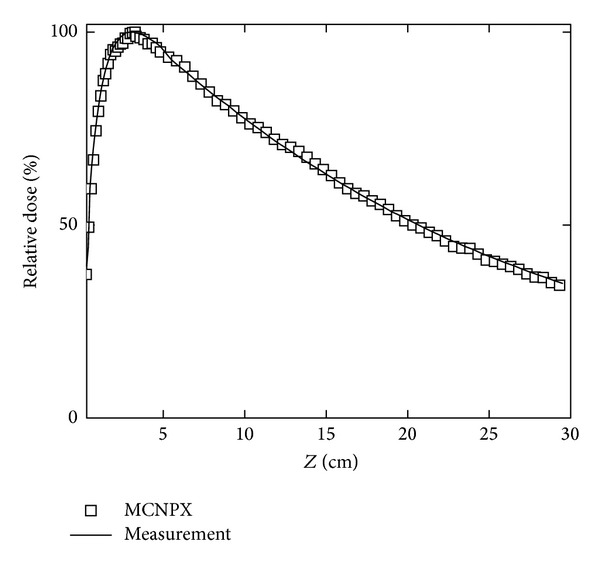 100
50
0
Relative dose (%)
5 10 15 20 25 30
Z (cm)
MCNPX
Measurement